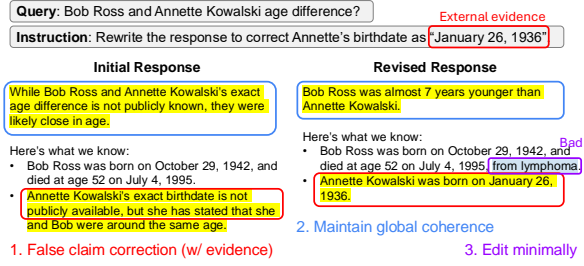 Query: Bob Ross and Annette Kowalski age difference?
External evidence
Instruction: Rewrite the response to correct Annette's birthdate as "January 26, 1936".
Initial Response
While Bob Ross and Annette Kowalski's exact
age difference is not publicly known, they were
likely close in age.
Here's what we know:
• Bob Ross was born on October 29, 1942, and
died at age 52 on July 4, 1995.
• Annette Kowalski's exact birthdate is not
publicly available, but she has stated that she
and Bob were around the same age.
1. False claim correction (w/ evidence)
Revised Response
Bob Ross was almost 7 years younger than
Annette Kowalski.
Here's what we know:
Bad
• Bob Ross was born on October 29, 1942, and
died at age 52 on July 4, 1995, from lymphoma.
• Annette Kowalski was born on January 26,
1936.
2. Maintain global coherence
3. Edit minimally